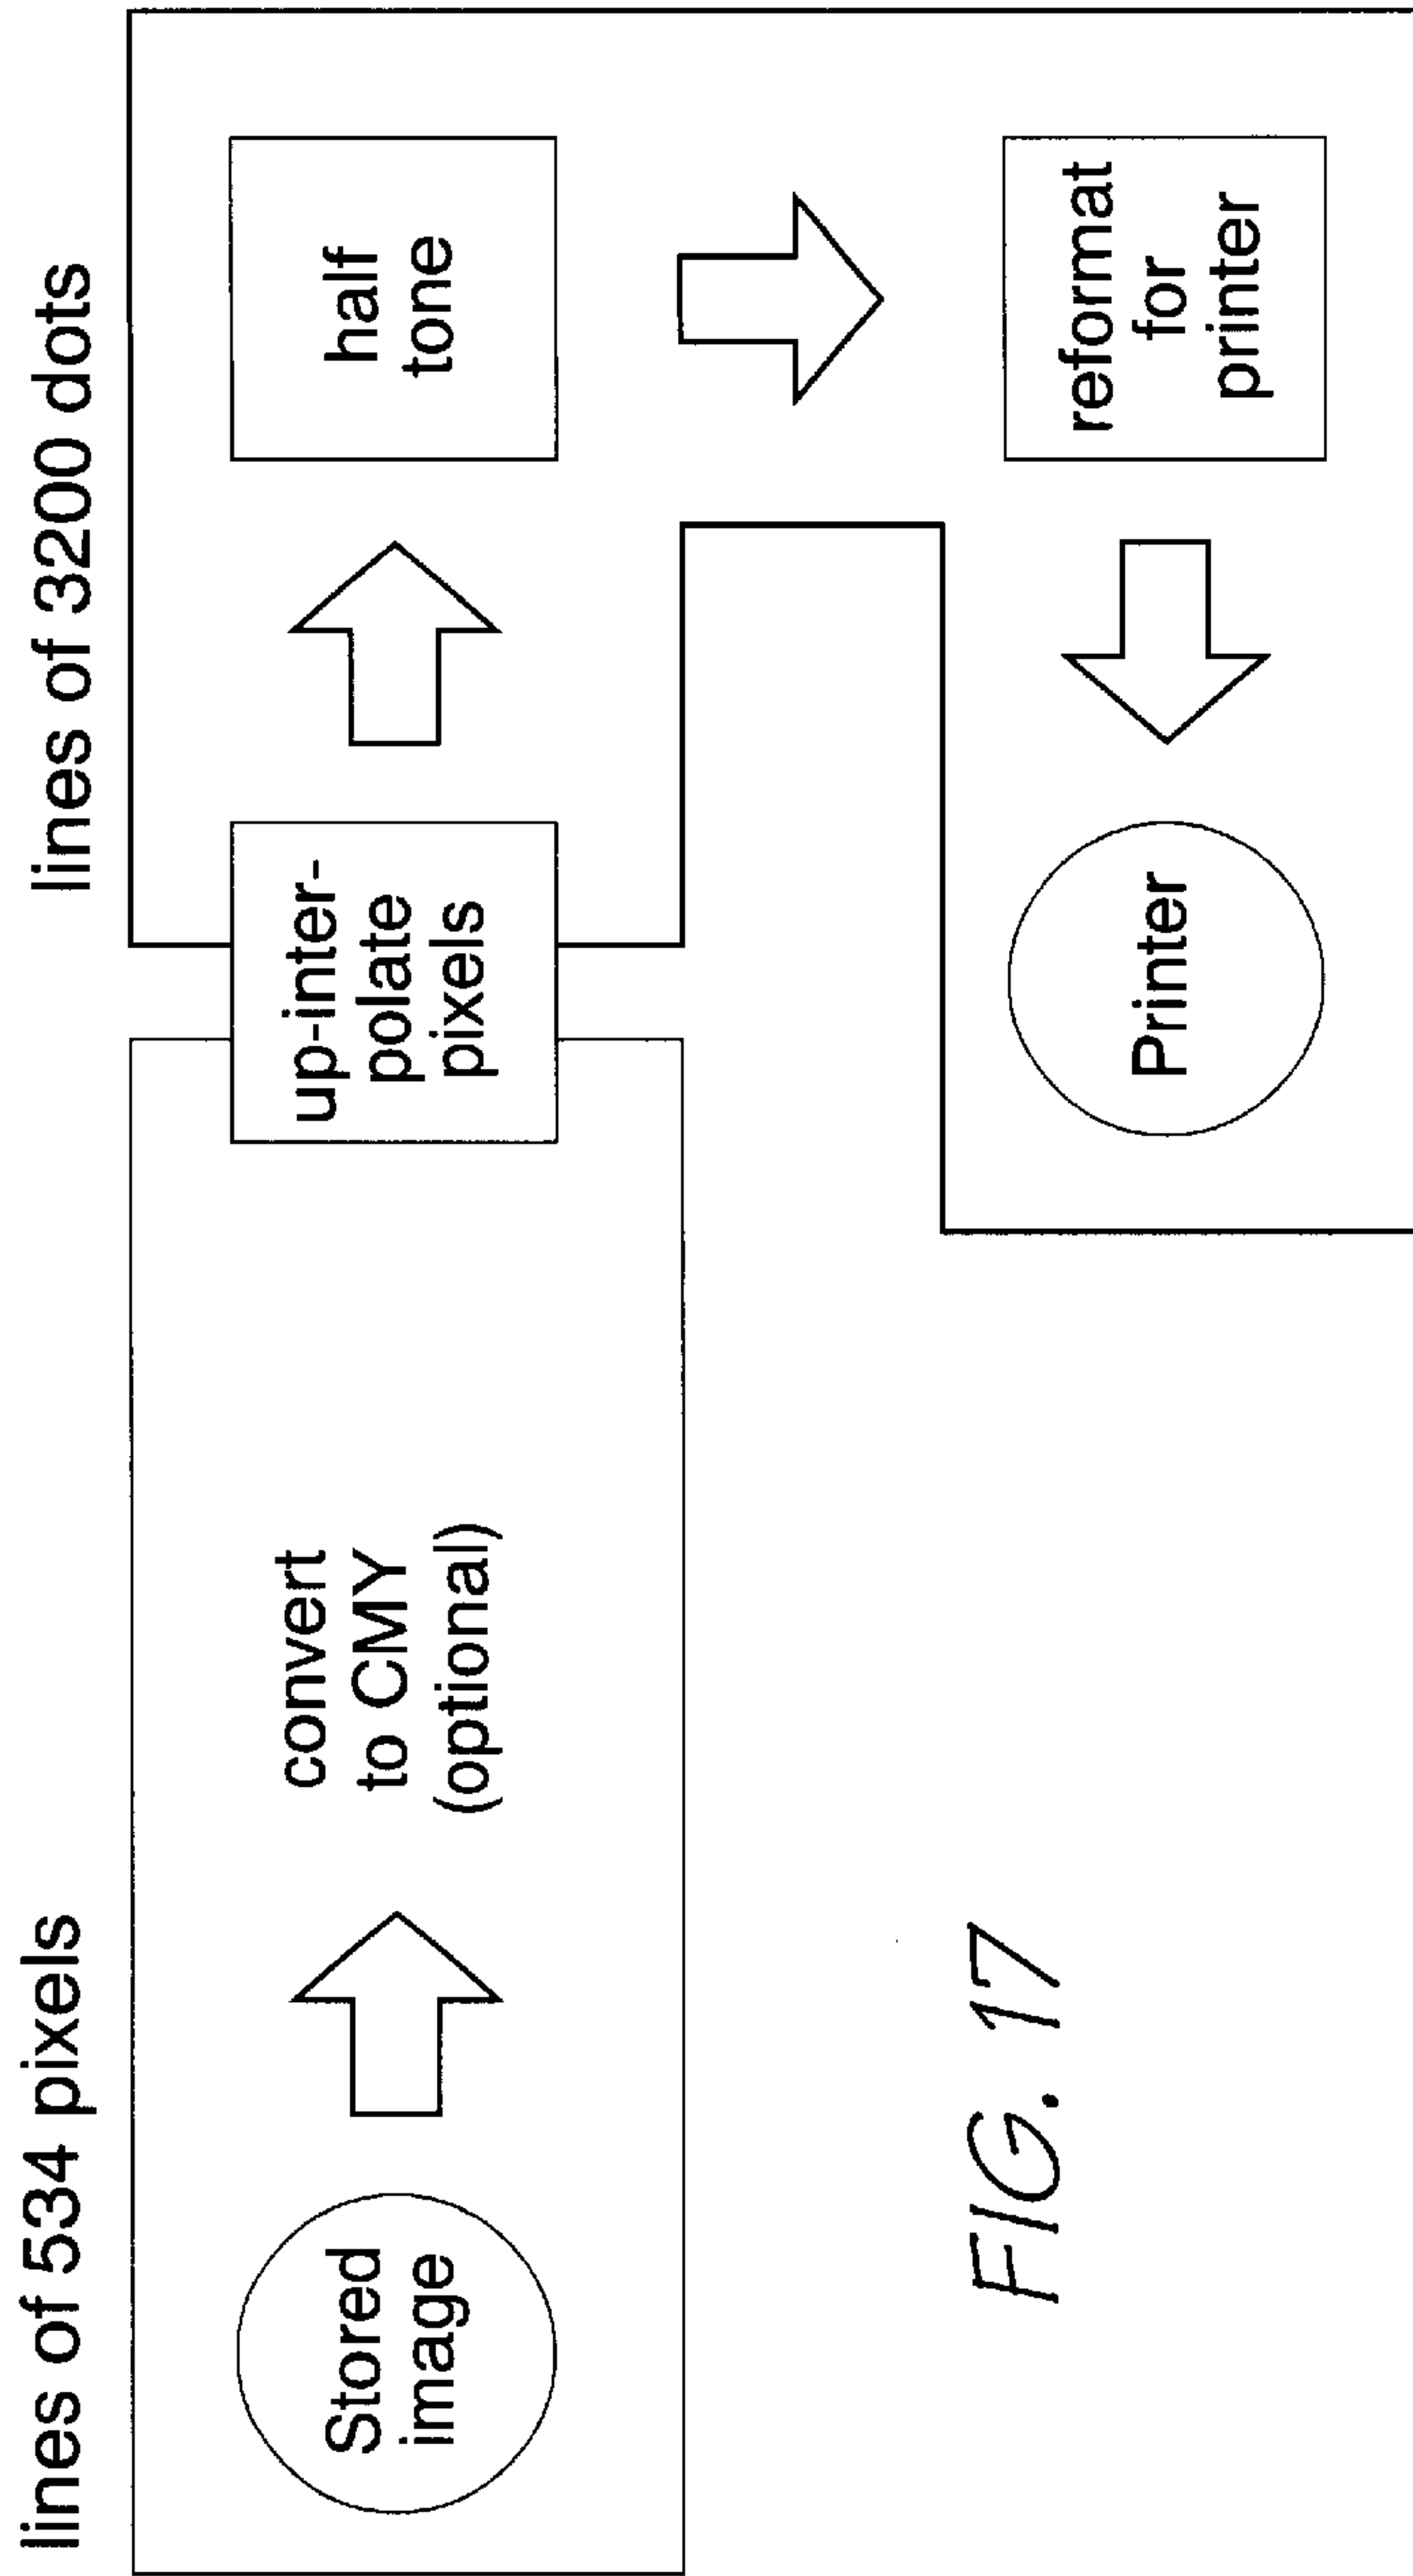 lines of 534 pixels
lines of 3200 dots
Stored
image
convert
to CMY
(optional)
up-inter-
polate
pixels
half
tone
reformat
for
printer
Printer
FIG. 17